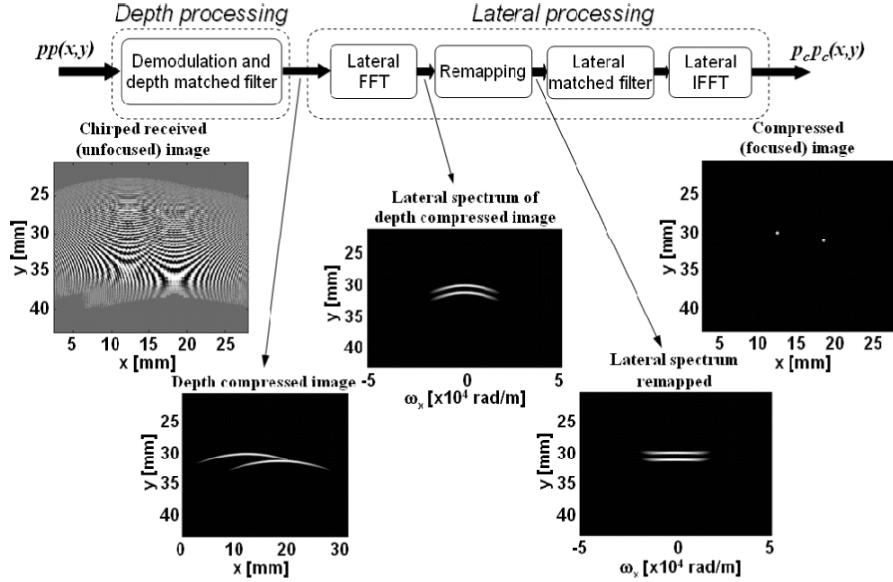 Depth processing
Lateral processing
pp(x,y)
Demodulation and
depth matched filter
Lateral
FFT
Remapping
Lateral
matched filter
Lateral
IFFT
p_c p_c(x,y)
Chirped received
(unfocused) image
25
30
35
40
y [mm]
5 10 15 20 25
x [mm]
Lateral spectrum of
depth compressed image
25
30
35
40
y [mm]
-5 0 5
ω_x [x10⁴ rad/m]
Compressed
(focused) image
25
30
35
40
y [mm]
5 10 15 20 25
x [mm]
Depth compressed image
25
30
35
40
y [mm]
0 10 20 30
x [mm]
Lateral spectrum
remapped
25
30
35
40
y [mm]
-5 0 5
ω_x [x10⁴ rad/m]